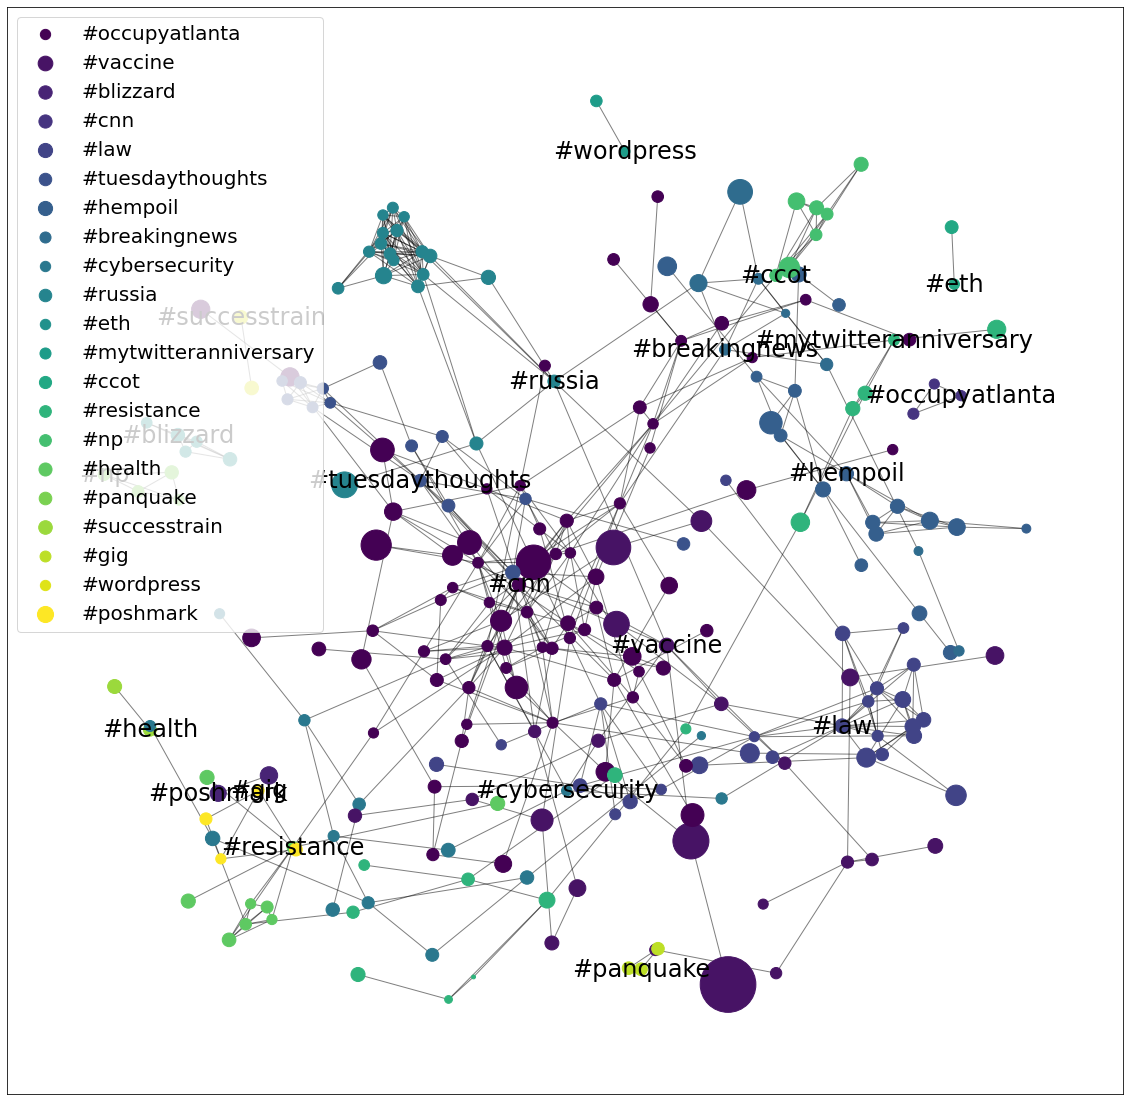 #occupyatlanta
#vaccine
#blizzard
#cnn
#law
#tuesdaythoughts
#hempoil
#breakingnews
#cybersecurity
#russia
#eth
#mytwitteranniversary
#ccot
#resistance
#np
#health
#panquake
#successtrain
#gig
#wordpress
#poshmark
#wordpress
#ccot
#eth
#successtrain
#mytwitteranniversary
#breakingnews
#russia
#occupyatlanta
#blizzard
#np
#tuesdaythoughts
#hempoil
#cnn
#vaccine
#health
#law
#poshmark
#gig
#cybersecurity
#resistance
#panquake